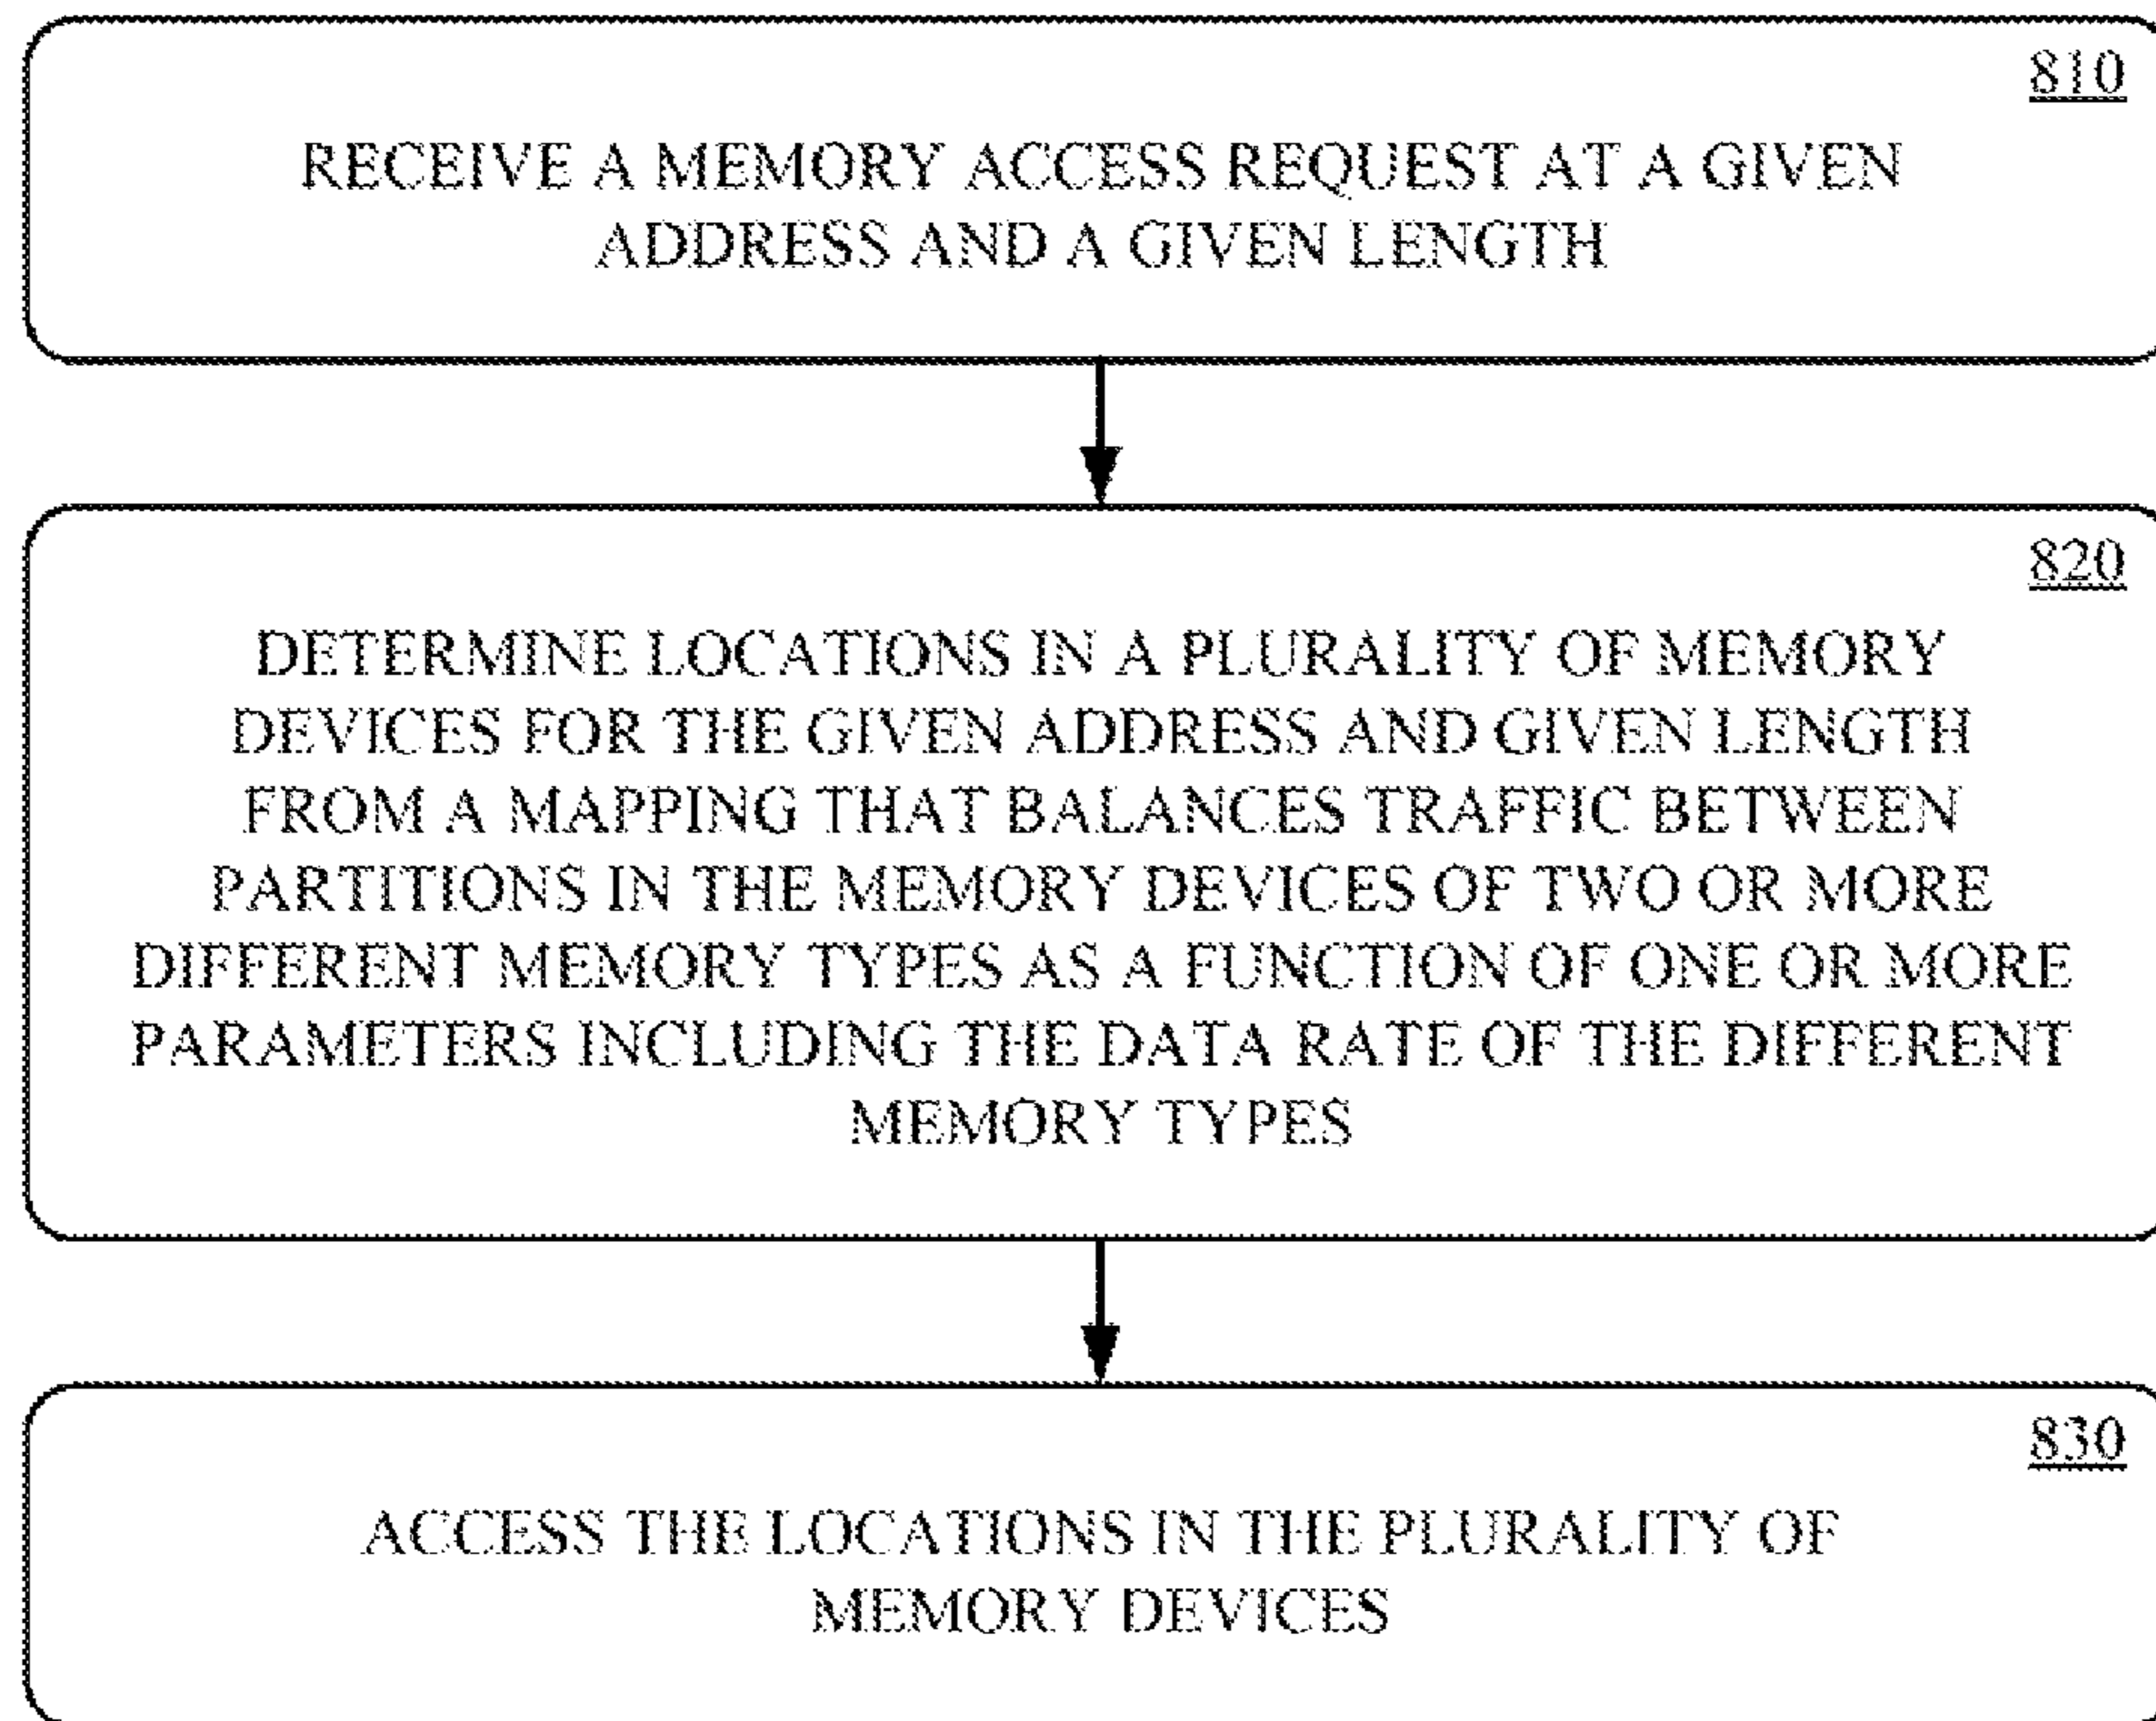 810
RECEIVE A MEMORY ACCESS REQUEST AT A GIVEN
ADDRESS AND A GIVEN LENGTH
820
DETERMINE LOCATIONS IN A PLURALITY OF MEMORY
DEVICES FOR THE GIVEN ADDRESS AND GIVEN LENGTH
FROM A MAPPING THAT BALANCES TRAFFIC BETWEEN
PARTITIONS IN THE MEMORY DEVICES OF TWO OR MORE
DIFFERENT MEMORY TYPES AS A FUNCTION OF ONE OR MORE
PARAMETERS INCLUDING THE DATA RATE OF THE DIFFERENT
MEMORY TYPES
830
ACCESS THE LOCATIONS IN THE PLURALITY OF
MEMORY DEVICES